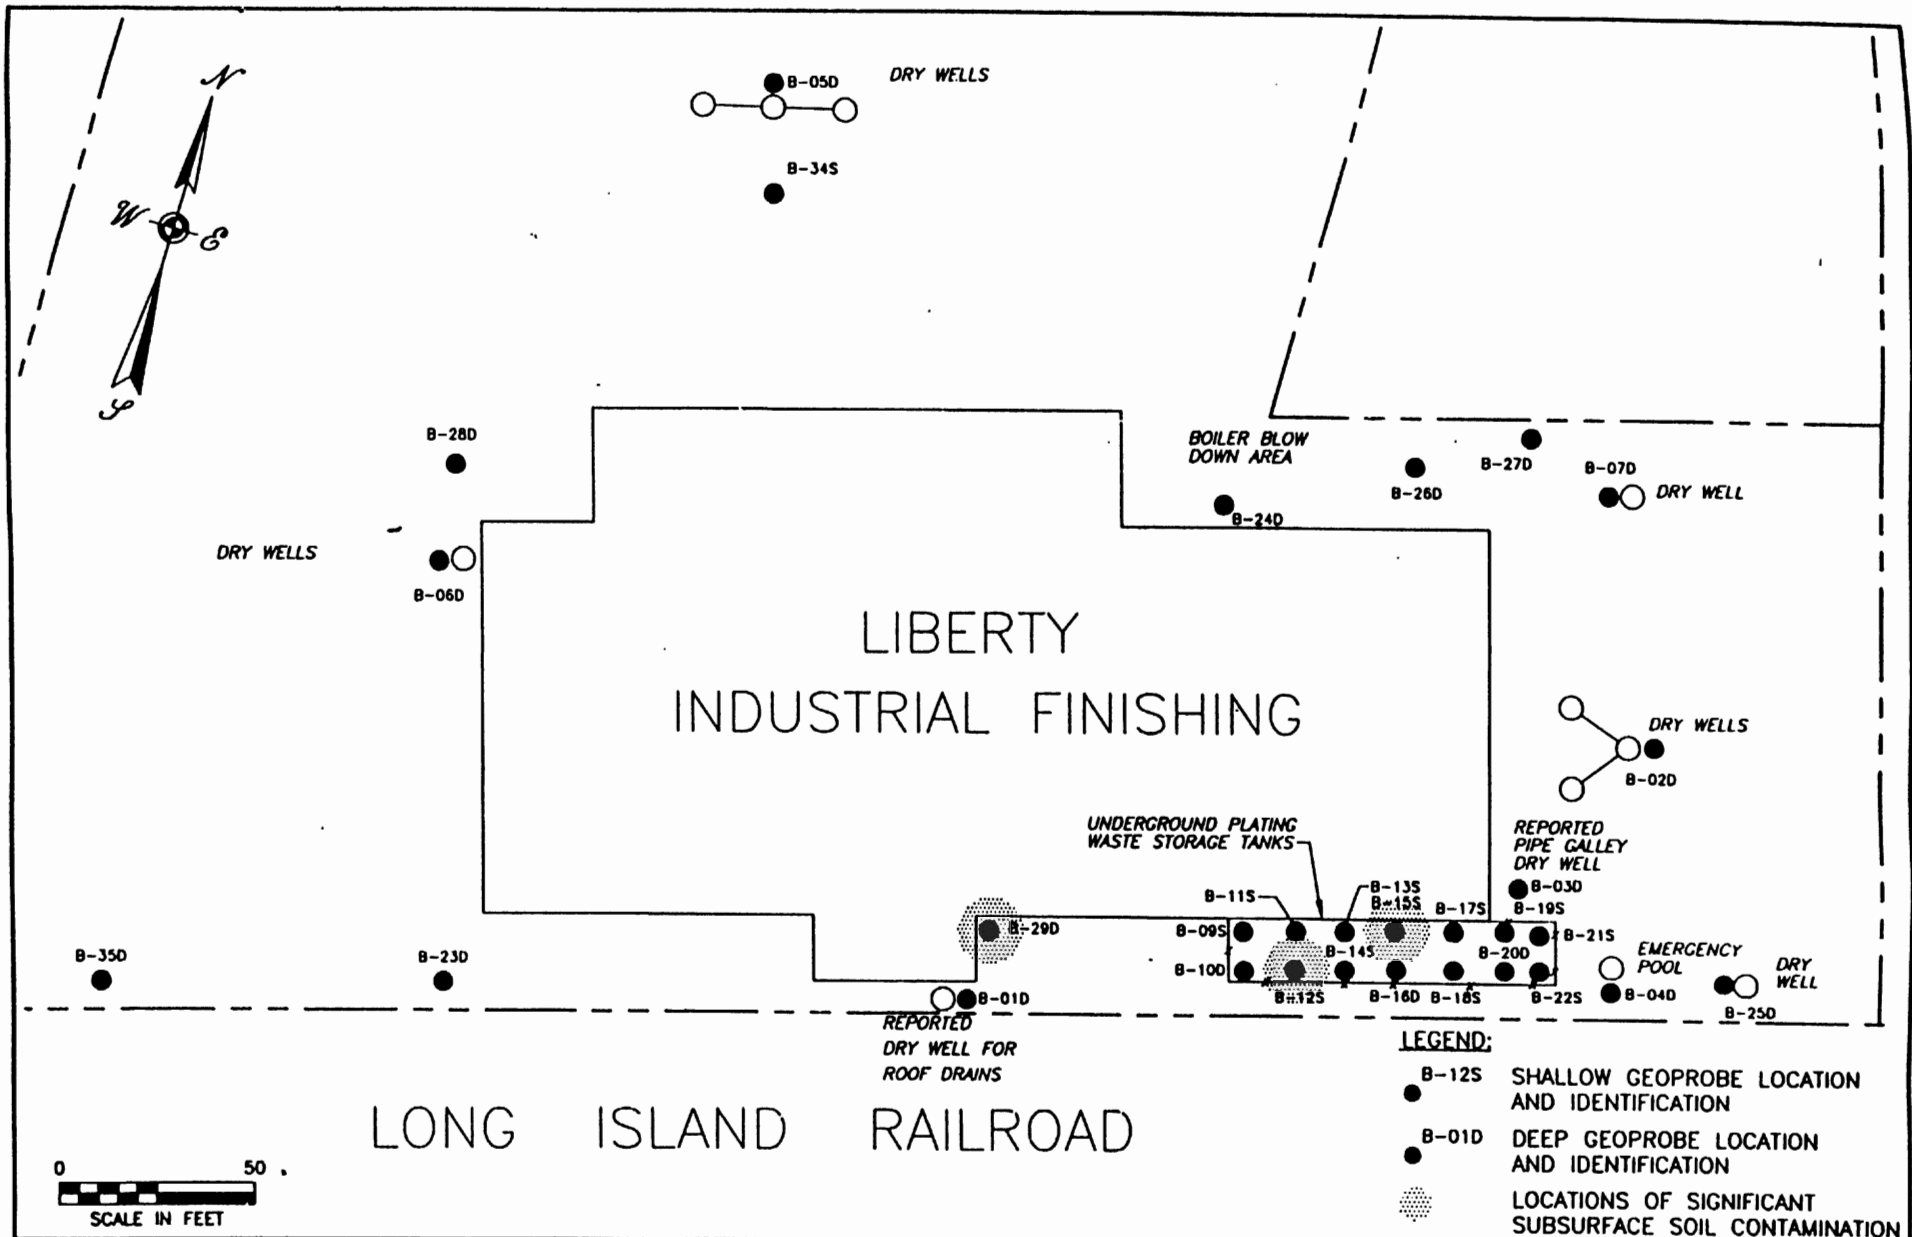 N
W
E
S
B-05D
DRY WELLS
B-34S
B-28D
DRY WELLS
B-06D
BOILER BLOW
DOWN AREA
B-24D
B-26D
B-27D
B-07D
DRY WELL
LIBERTY
INDUSTRIAL FINISHING
DRY WELLS
B-02D
UNDERGROUND PLATING
WASTE STORAGE TANKS
REPORTED
PIPE GALLEY
DRY WELL
B-03D
B-11S
B-13S
B-15S
B-17S
B-19S
B-09S
B-14S
B-20D
B-21S
B-10D
B-12S
B-16D
B-18S
B-22S
B-29D
B-35D
B-23D
B-01D
REPORTED
DRY WELL FOR
ROOF DRAINS
EMERGENCY
POOL
B-04D
DRY
WELL
B-25D
LONG ISLAND RAILROAD
0 50
SCALE IN FEET
LEGEND:
B-12S SHALLOW GEOPROBE LOCATION
AND IDENTIFICATION
B-01D DEEP GEOPROBE LOCATION
AND IDENTIFICATION
LOCATIONS OF SIGNIFICANT
SUBSURFACE SOIL CONTAMINATION